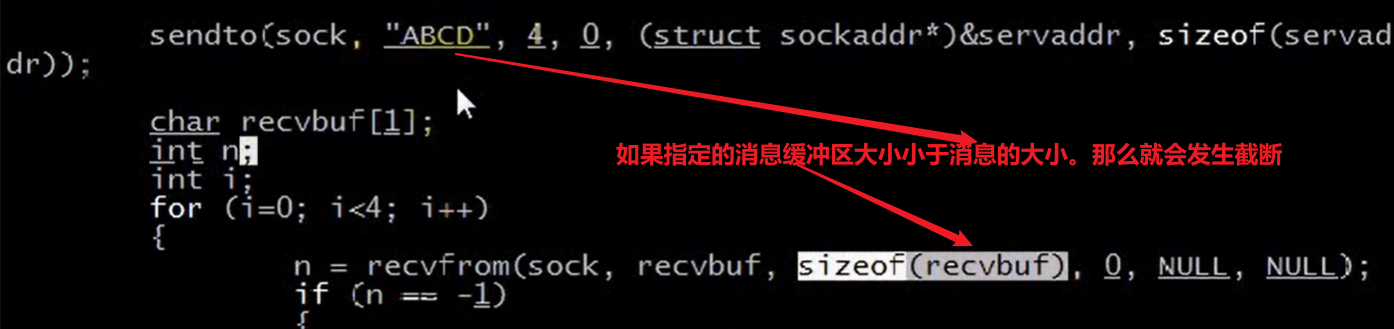 sendto(sock, "ABCD", 4, 0, (struct sockaddr*)&servaddr, sizeof(servad
dr));
char recvbuf[1];
int n;
如果指定的消息缓冲区大小小于消息的大小。那么就会发生截断
int i;
for (i=0; i<4; i++)
{
n = recvfrom(sock, recvbuf, sizeof(recvbuf), 0, NULL, NULL);
if (n == -1)
{